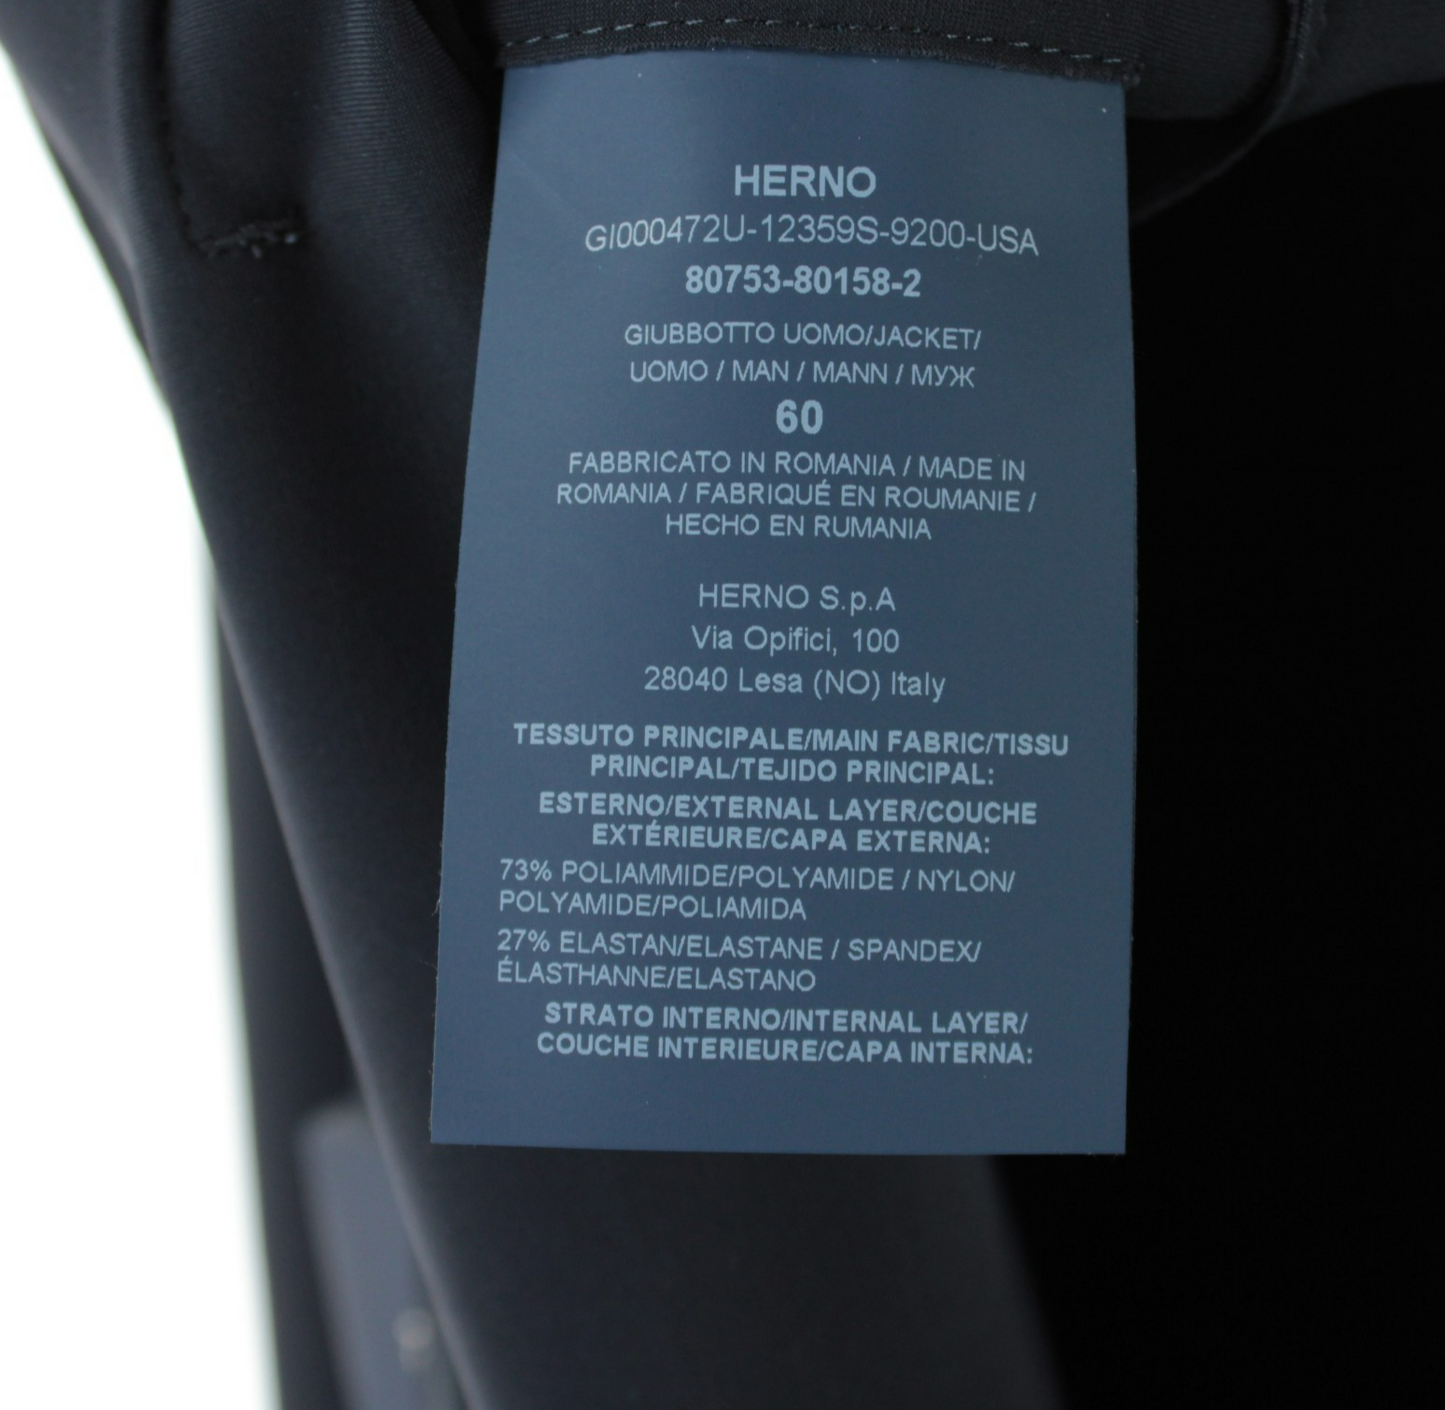 HERNO
GI000472U-12359S-9200-USA
80753-80158-2
GIUBBOTTO UOMO/JACKET/
UOMO / MAN / MANN / МУЖ
60
FABBRICATO IN ROMANIA / MADE IN
ROMANIA / FABRIQUÉ EN ROUMANIE /
HECHO EN RUMANIA
HERNO S.p.A
Via Opifici, 100
28040 Lesa (NO) Italy
TESSUTO PRINCIPALE/MAIN FABRIC/TISSU
PRINCIPAL/TEJIDO PRINCIPAL:
ESTERNO/EXTERNAL LAYER/COUCHE
EXTÉRIEURE/CAPA EXTERNA:
73% POLIAMMIDE/POLYAMIDE / NYLON/
POLYAMIDE/POLIAMIDA
27% ELASTAN/ELASTANE / SPANDEX/
ÉLASTHANNE/ELASTANO
STRATO INTERNO/INTERNAL LAYER/
COUCHE INTERIEURE/CAPA INTERNA: